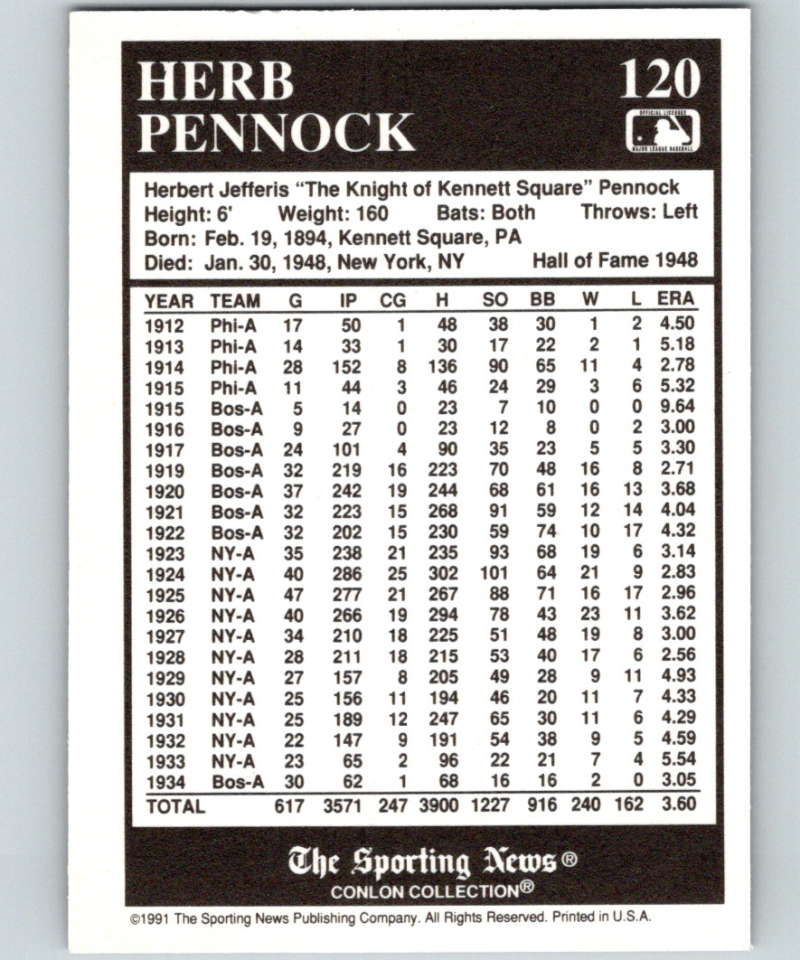 HERB 120
PENNOCK
OFFICIAL LICENSEE
MAJOR LEAGUE BASEBALL
Herbert Jefferis “The Knight of Kennett Square” Pennock
Height: 6' Weight: 160 Bats: Both Throws: Left
Born: Feb. 19, 1894, Kennett Square, PA
Died: Jan. 30, 1948, New York, NY Hall of Fame 1948
YEAR TEAM G IP CG H SO BB W L ERA
1912 Phi-A 17 50 1 48 38 30 1 2 4.50
1913 Phi-A 14 33 1 30 17 22 2 1 5.18
1914 Phi-A 28 152 8 136 90 65 11 4 2.78
1915 Phi-A 11 44 3 46 24 29 3 6 5.32
1915 Bos-A 5 14 0 23 7 10 0 0 9.64
1916 Bos-A 9 27 0 23 12 8 0 2 3.00
1917 Bos-A 24 101 4 90 35 23 5 5 3.30
1919 Bos-A 32 219 16 223 70 48 16 8 2.71
1920 Bos-A 37 242 19 244 68 61 16 13 3.68
1921 Bos-A 32 223 15 268 91 59 12 14 4.04
1922 Bos-A 32 202 15 230 59 74 10 17 4.32
1923 NY-A 35 238 21 235 93 68 19 6 3.14
1924 NY-A 40 286 25 302 101 64 21 9 2.83
1925 NY-A 47 277 21 267 88 71 16 17 2.96
1926 NY-A 40 266 19 294 78 43 23 11 3.62
1927 NY-A 34 210 18 225 51 48 19 8 3.00
1928 NY-A 28 211 18 215 53 40 17 6 2.56
1929 NY-A 27 157 8 205 49 28 9 11 4.93
1930 NY-A 25 156 11 194 46 20 11 7 4.33
1931 NY-A 25 189 12 247 65 30 11 6 4.29
1932 NY-A 22 147 9 191 54 38 9 5 4.59
1933 NY-A 23 65 2 96 22 21 7 4 5.54
1934 Bos-A 30 62 1 68 16 16 2 0 3.05
TOTAL 617 3571 247 3900 1227 916 240 162 3.60
The Sporting News®
CONLON COLLECTION®
©1991 The Sporting News Publishing Company. All Rights Reserved. Printed in U.S.A.